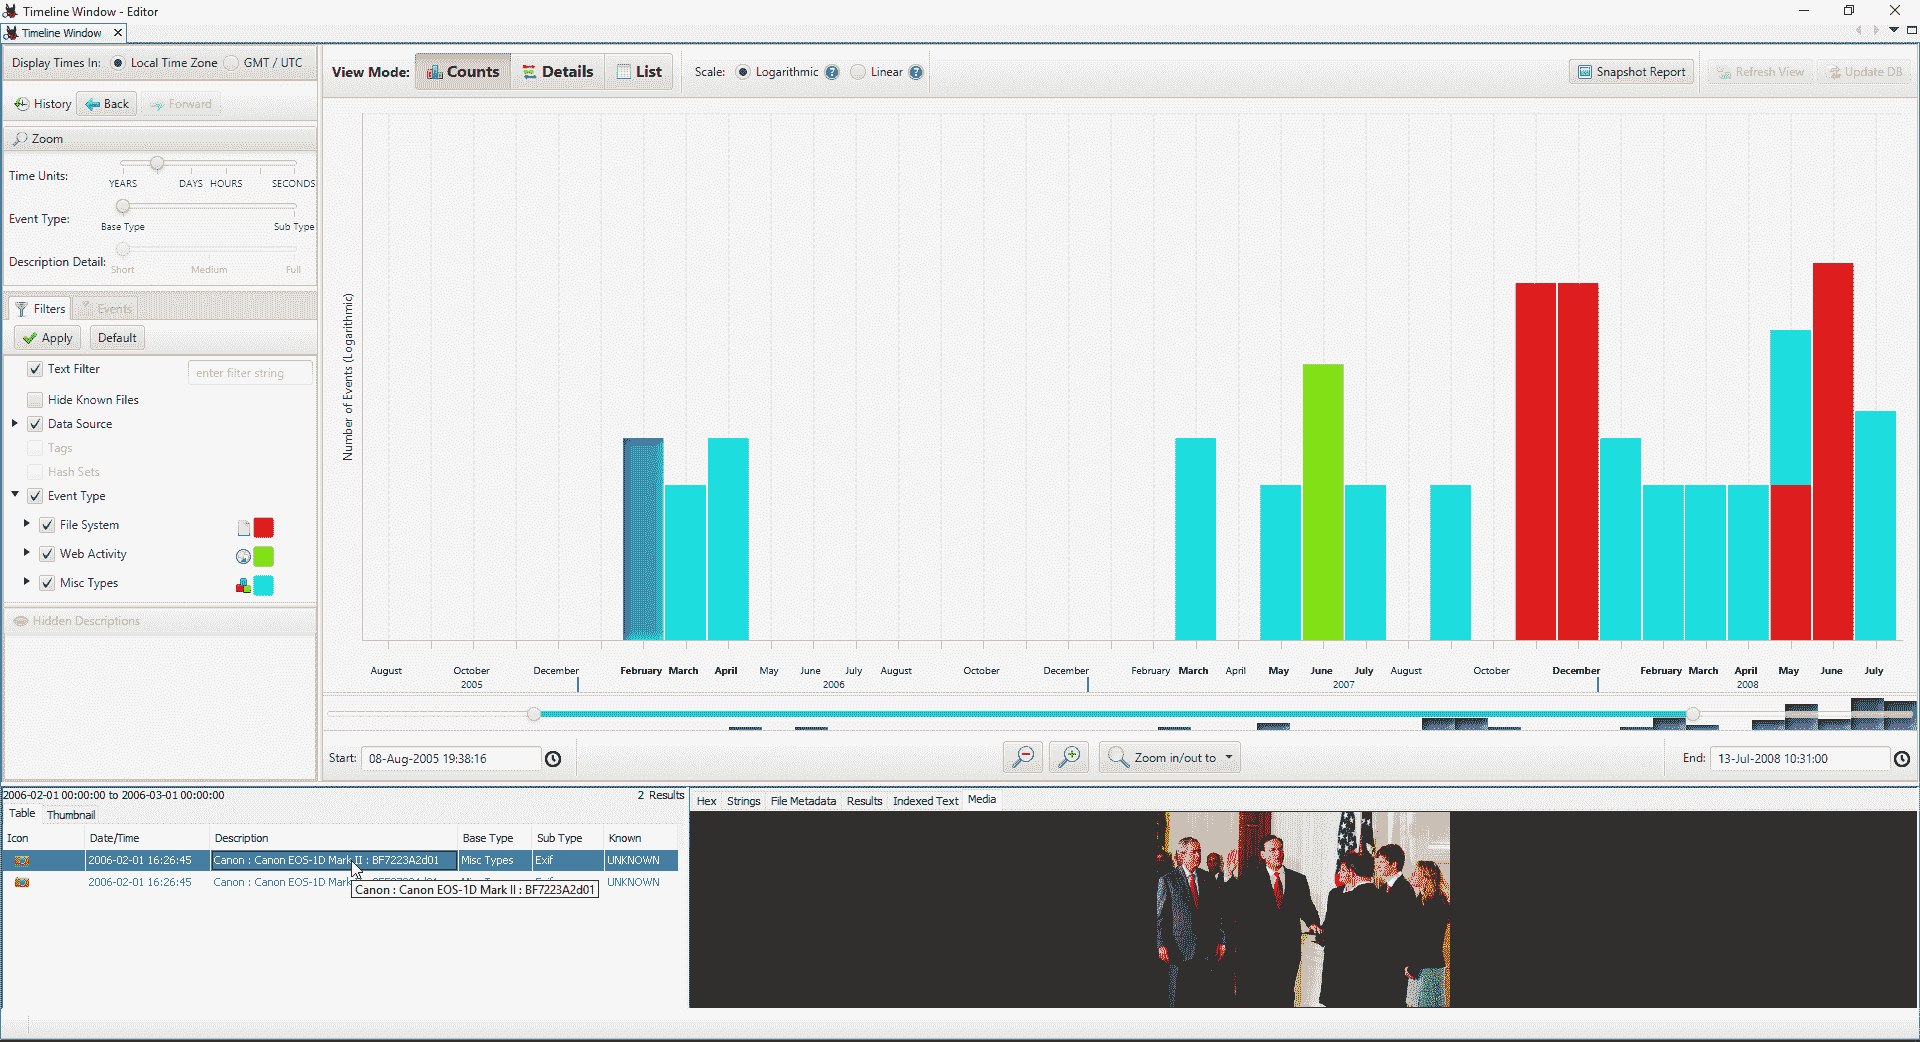 Timeline Window - Editor
Timeline Window
Display Times In: Local Time Zone GMT / UTC
View Mode: Counts Details List Scale: Logarithmic ? Linear ? Snapshot Report Refresh View Update DB
History Back Forward
Zoom
Time Units:
YEARS DAYS HOURS SECONDS
Event Type:
Base Type Sub Type
Description Detail:
Short Medium Full
Filters Events
Apply Default
Text Filter enter filter string
Hide Known Files
Data Source
Tags
Hash Sets
Event Type
File System
Web Activity
Misc Types
Hidden Descriptions
Number of Events (Logarithmic)
August October December February March April May June July August October December February March April May June July August October December February March April May June July
2005 2006 2007 2008
Start: 08-Aug-2005 19:38:16 Zoom in/out to End: 13-Jul-2008 10:31:00
2006-02-01 00:00:00 to 2006-03-01 00:00:00 2 Results
Table Thumbnail
Hex Strings File Metadata Results Indexed Text Media
Icon Date/Time Description Base Type Sub Type Known
2006-02-01 16:26:45 Canon : Canon EOS-1D Mark II : BF7223A2d01 Misc Types Exif UNKNOWN
2006-02-01 16:26:45 Canon : Canon EOS-1D Mark UNKNOWN
Canon : Canon EOS-1D Mark II : BF7223A2d01